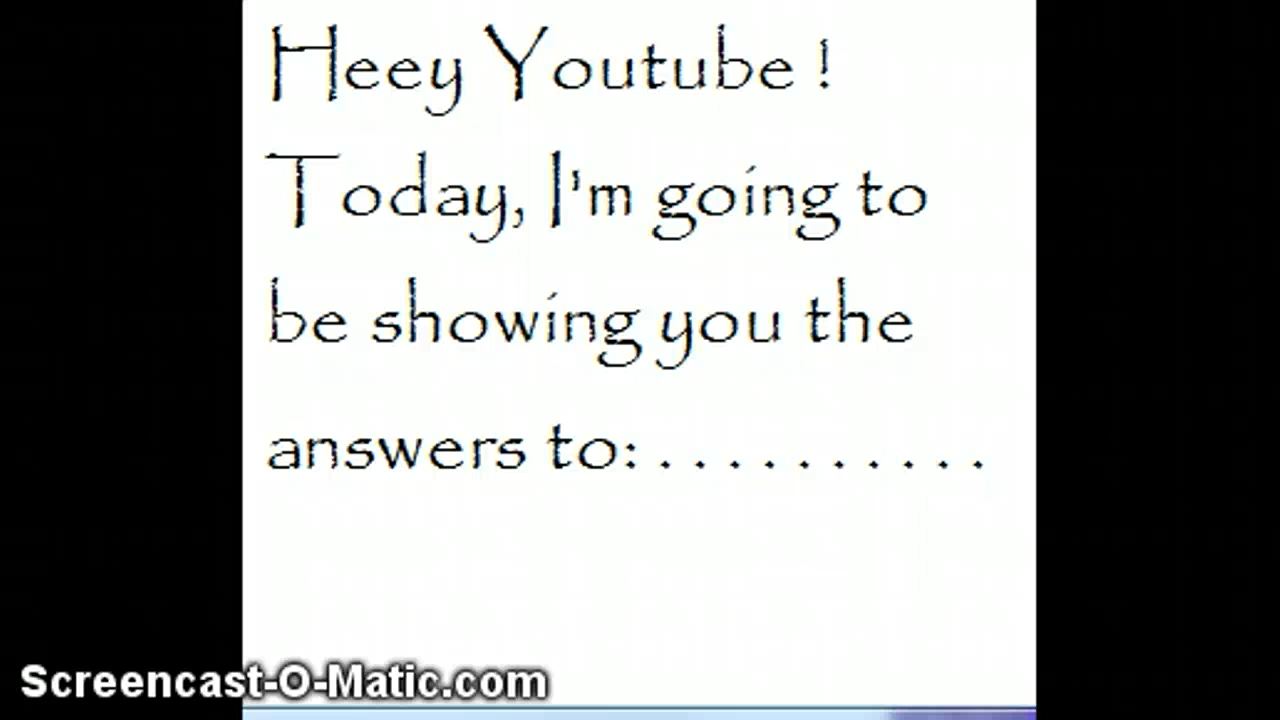 Heey Youtube !
Today, I'm going to
be showing you the
answers to: . . . . . . . . . .
Screencast-O-Matic.com